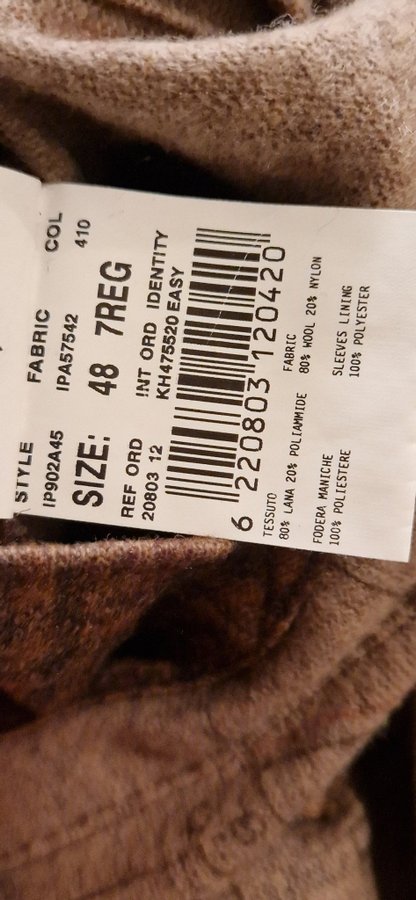 STYLE FABRIC COL
IP902A45 IPA57542 410
SIZE: 48 7REG
REF ORD INT ORD IDENTITY
20803 12 KH475520 EASY
6 220803 120420
TESSUTO FABRIC
80% LANA 20% POLIAMMIDE 80% WOOL 20% NYLON
FODERA MANICHE SLEEVES LINING
100% POLIESTERE 100% POLYESTER